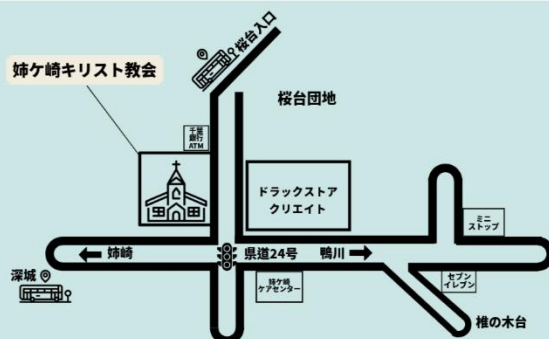 桜台入口
姉ケ崎キリスト教会
桜台団地
千葉
銀行
ATM
ドラックストア
クリエイト
ミニ
ストップ
姉崎
県道24号
鴨川
深城
姉ケ崎
ケアセンター
セブン
イレブン
椎の木台